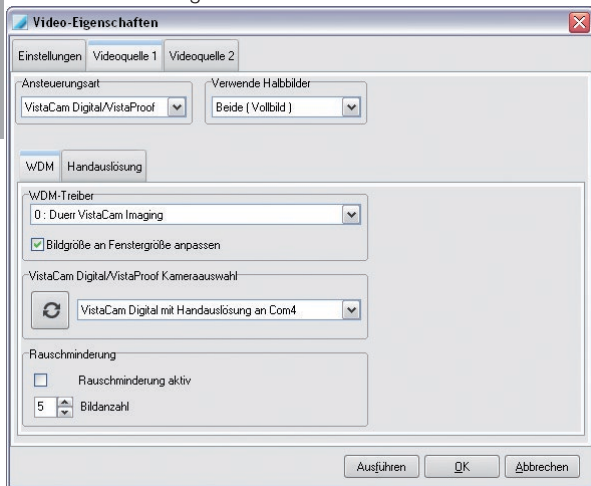 Video-Eigenschaften
Einstellungen Videoquelle 1 Videoquelle 2
Ansteuerungsart Verwende Halbbilder
VistaCam Digital/VistaProof Beide ( Vollbild )
WDM Handauslösung
WDM-Treiber
0 : Duerr VistaCam Imaging
Bildgröße an Fenstergröße anpassen
VistaCam Digital/VistaProof Kameraauswahl
VistaCam Digital mit Handauslösung an Com4
Rauschminderung
Rauschminderung aktiv
5 Bildanzahl
Ausführen OK Abbrechen